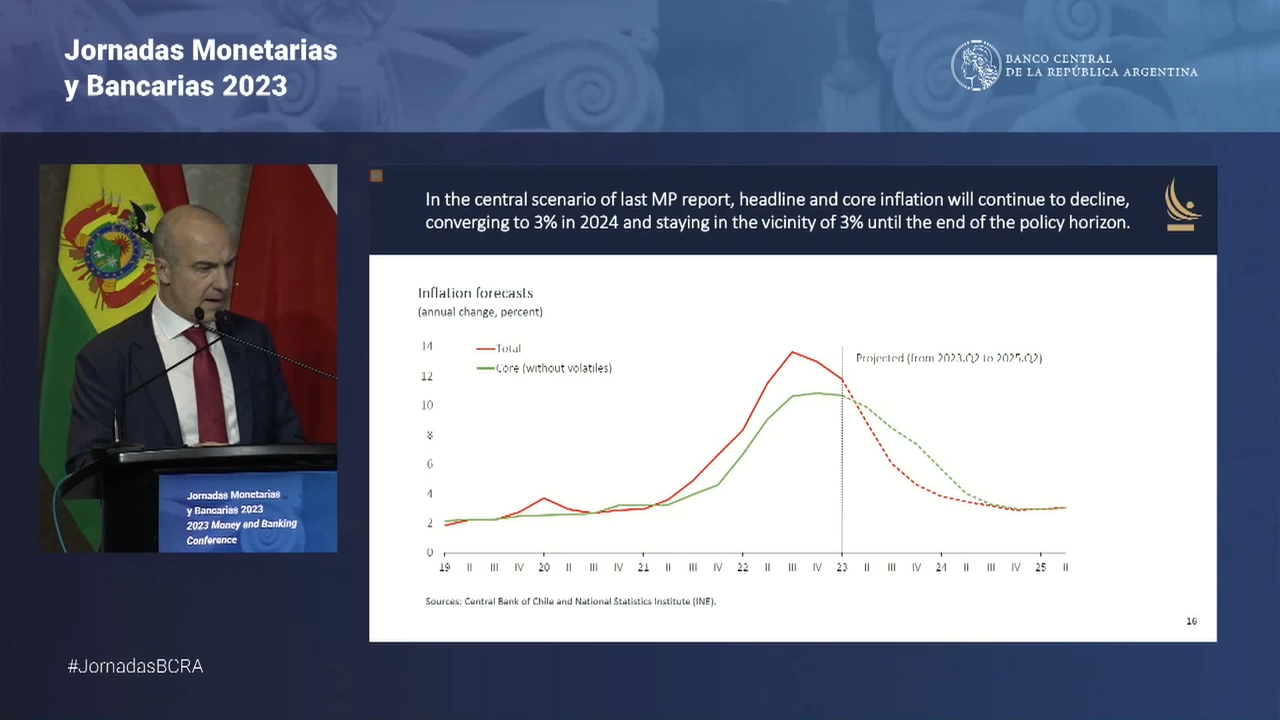 Jornadas Monetarias
y Bancarias 2023
BANCO CENTRAL
DE LA REPÚBLICA ARGENTINA
In the central scenario of last MP report, headline and core inflation will continue to decline,
converging to 3% in 2024 and staying in the vicinity of 3% until the end of the policy horizon.
Inflation forecasts
(annual change, percent)
14
12
10
8
6
4
2
0
Total
Core (without volatiles)
Projected (from 2023.Q2 to 2025.Q2)
19 II III IV 20 II III IV 21 II III IV 22 II III IV 23 II III IV 24 II III IV 25 II
Sources: Central Bank of Chile and National Statistics Institute (INE).
16
Jornadas Monetarias
y Bancarias 2023
2023 Money and Banking
Conference
#JornadasBCRA